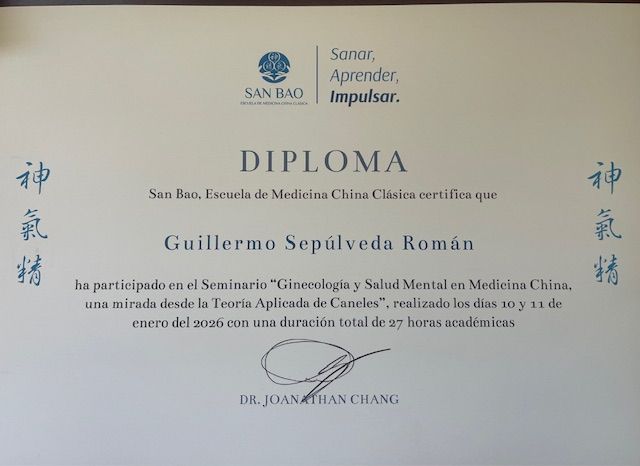 SAN BAO
ESCUELA DE MEDICINA CHINA CLÁSICA
Sanar,
Aprender,
Impulsar.
DIPLOMA
San Bao, Escuela de Medicina China Clásica certifica que
Guillermo Sepúlveda Román
ha participado en el Seminario “Ginecología y Salud Mental en Medicina China,
una mirada desde la Teoría Aplicada de Caneles”, realizado los días 10 y 11 de
enero del 2026 con una duración total de 27 horas académicas
DR. JOANATHAN CHANG
神
氣
精
神
氣
精